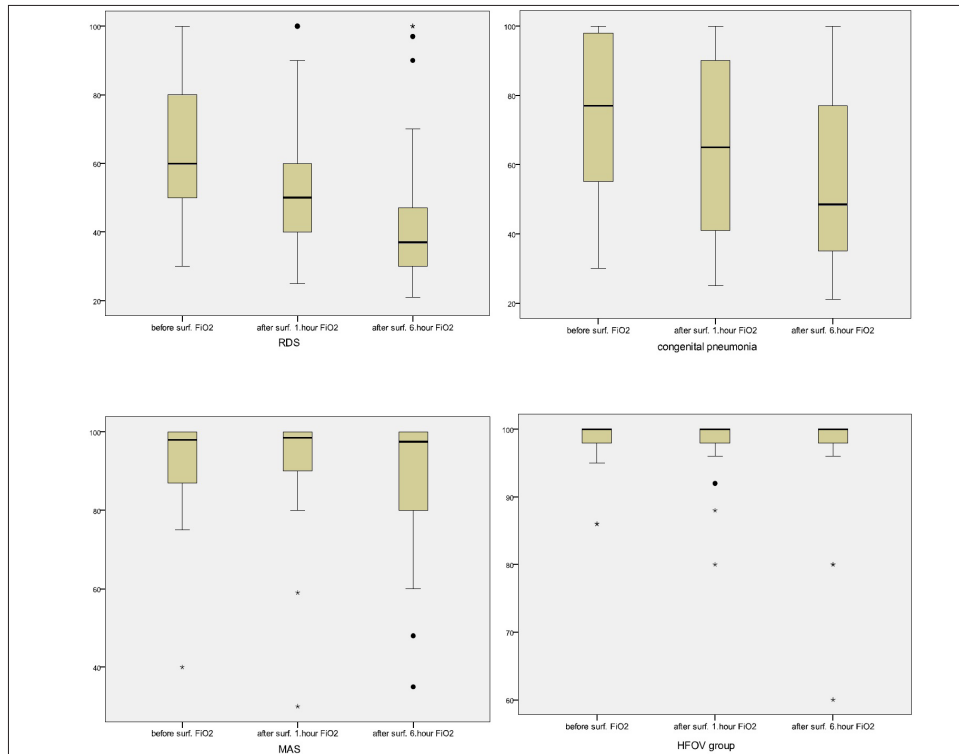 100
80
60
40
20
before surf. FiO2 after surf. 1.hour FiO2 after surf. 6.hour FiO2
RDS
100
80
60
40
20
before surf. FiO2 after surf. 1.hour FiO2 after surf. 6.hour FiO2
congenital pneumonia
100
80
60
40
before surf. FiO2 after surf. 1.hour FiO2 after surf. 6.hour FiO2
MAS
100
90
80
70
60
before surf. FiO2 after surf. 1.hour FiO2 after surf. 6.hour FiO2
HFOV group